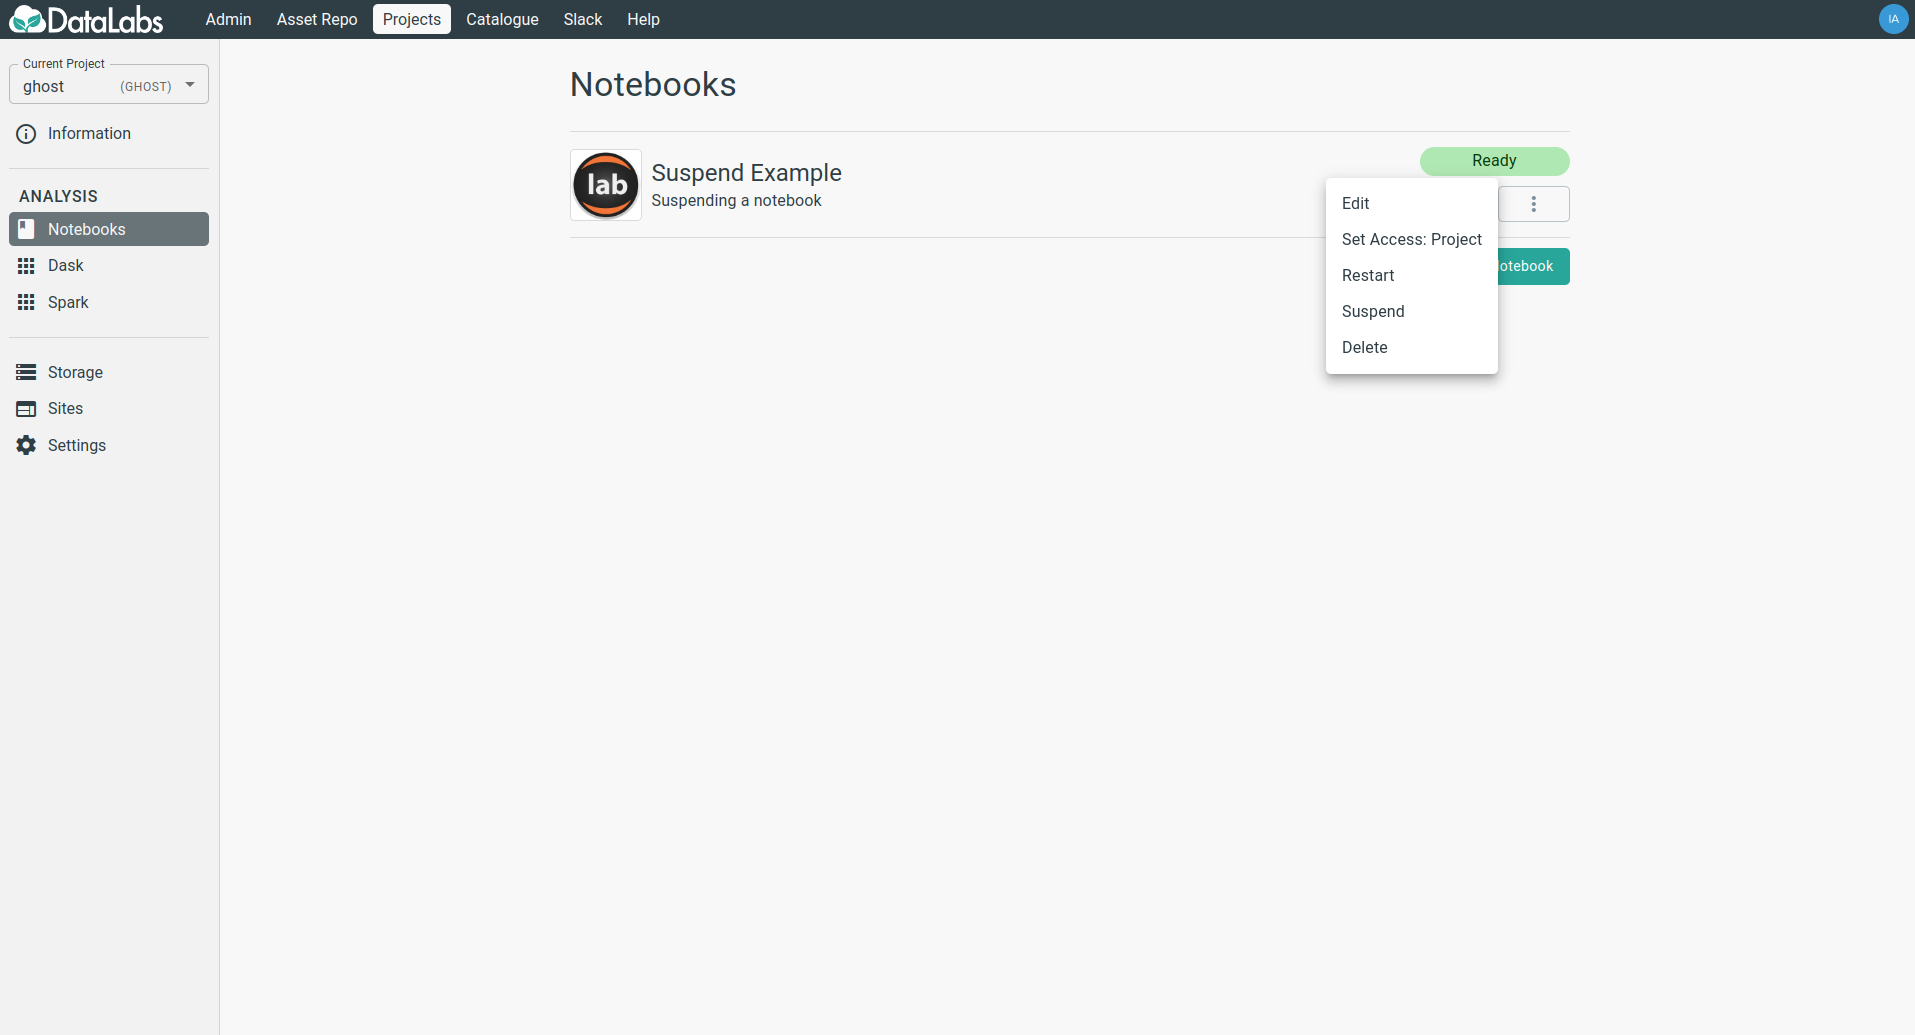 DataLabs Admin Asset Repo Projects Catalogue Slack Help IA
Current Project
ghost (GHOST)
Information
ANALYSIS
Notebooks
Dask
Spark
Storage
Sites
Settings
Notebooks
lab
Suspend Example
Suspending a notebook
Ready
Edit
Set Access: Project
Restart
Suspend
Delete
otebook